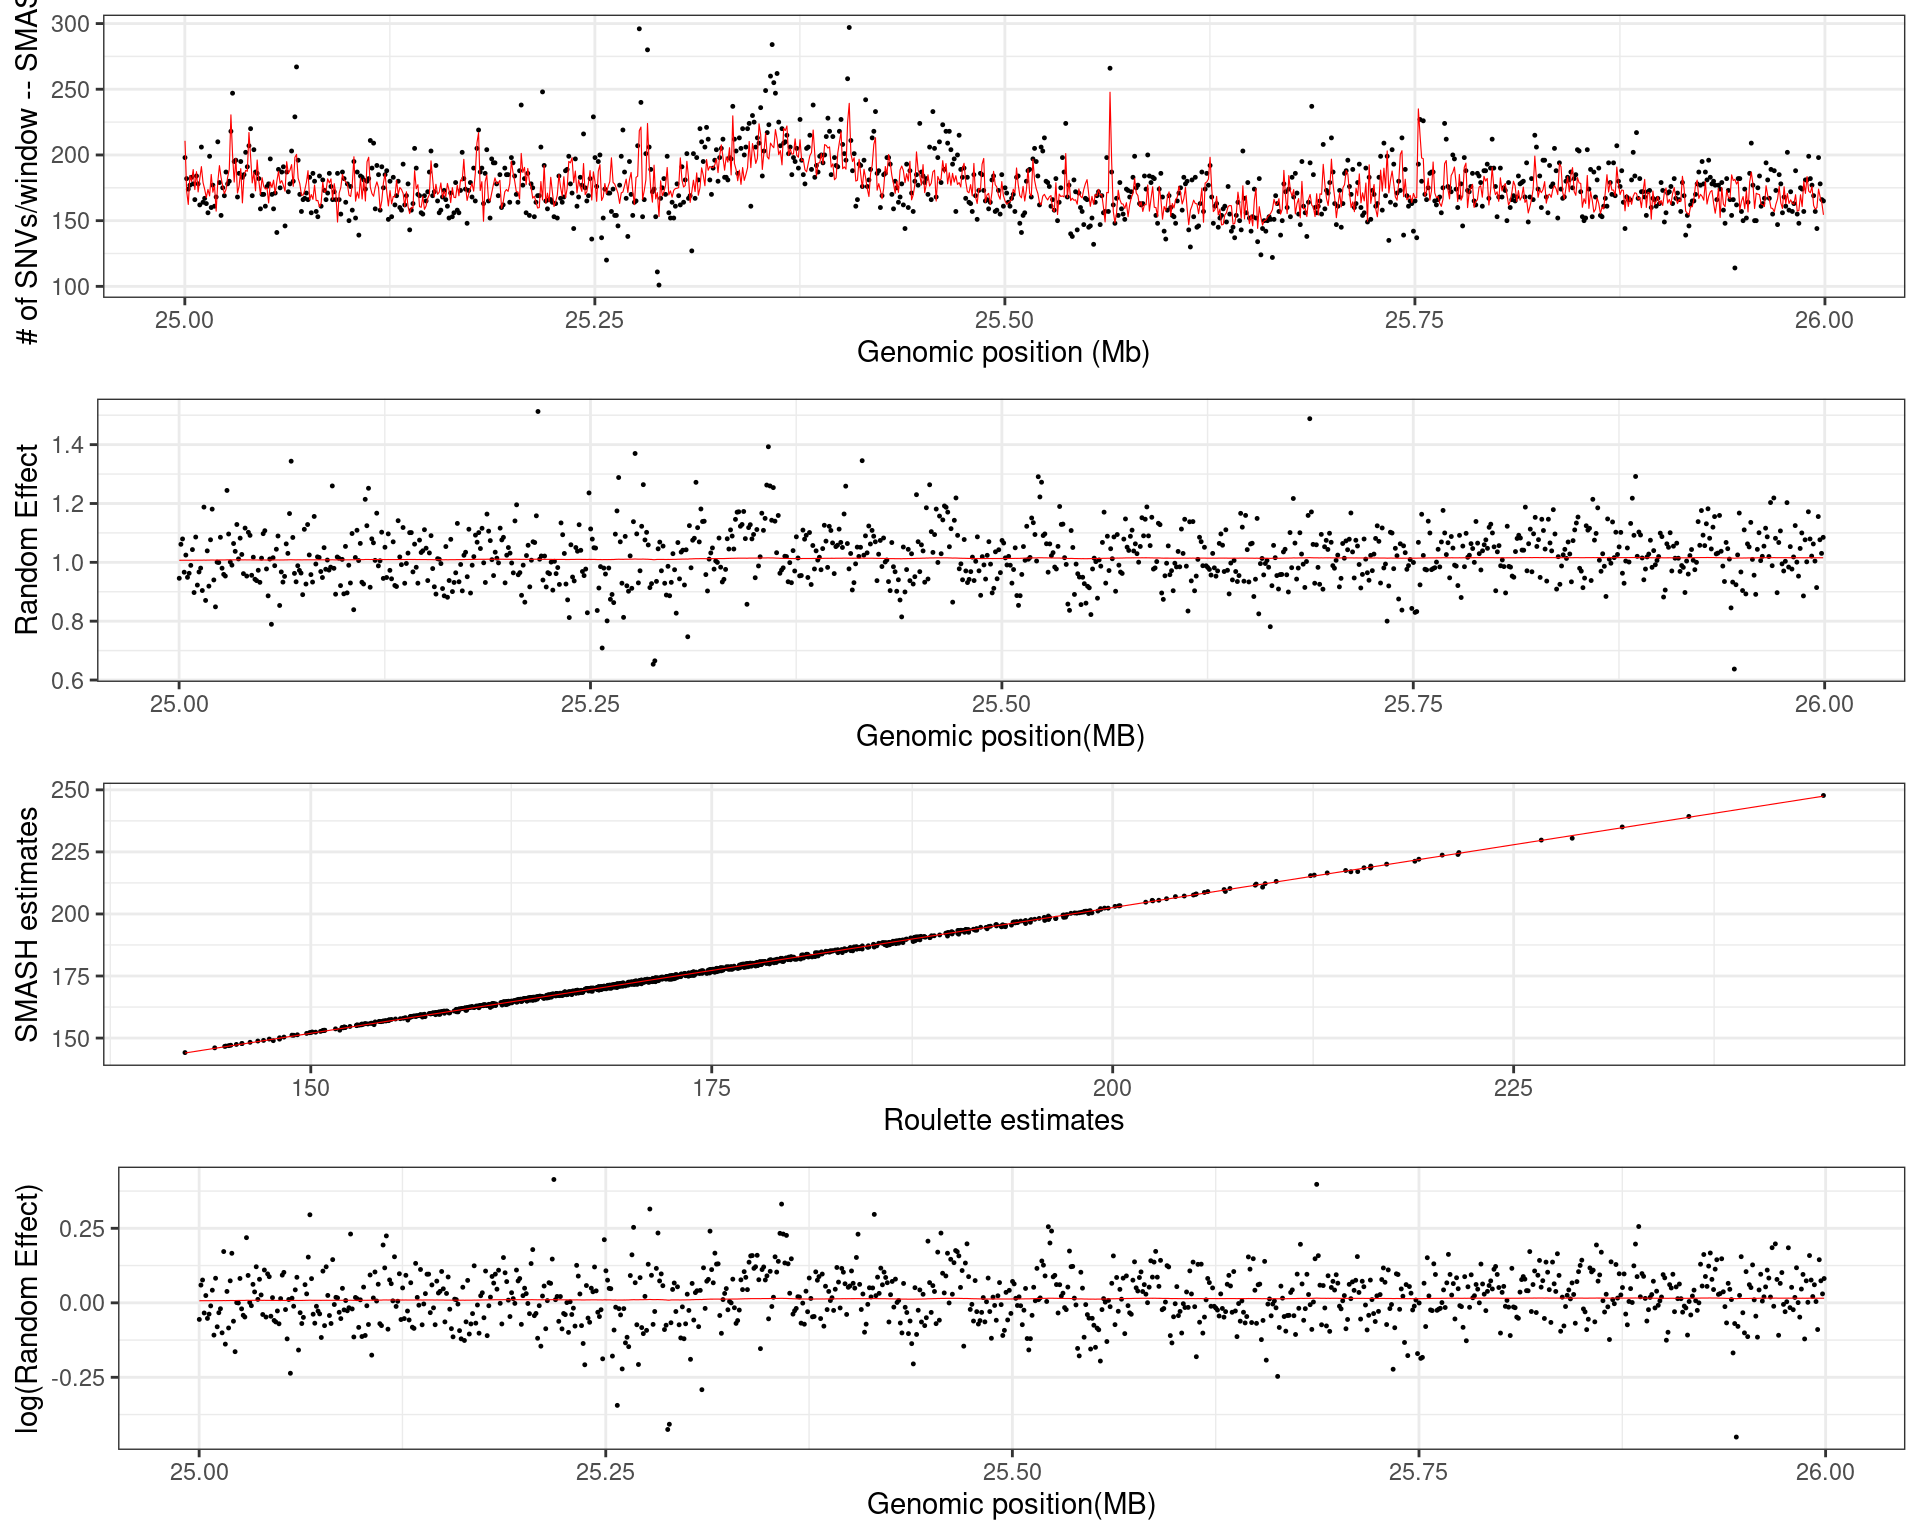 # of SNVs/window -- SMAS
300
250
200
150
100
25.00 25.25 25.50 25.75 26.00
Genomic position (Mb)
Random Effect
1.4
1.2
1.0
0.8
0.6
25.00 25.25 25.50 25.75 26.00
Genomic position(MB)
SMASH estimates
250
225
200
175
150
150 175 200 225
Roulette estimates
log(Random Effect)
0.25
0.00
-0.25
25.00 25.25 25.50 25.75 26.00
Genomic position(MB)